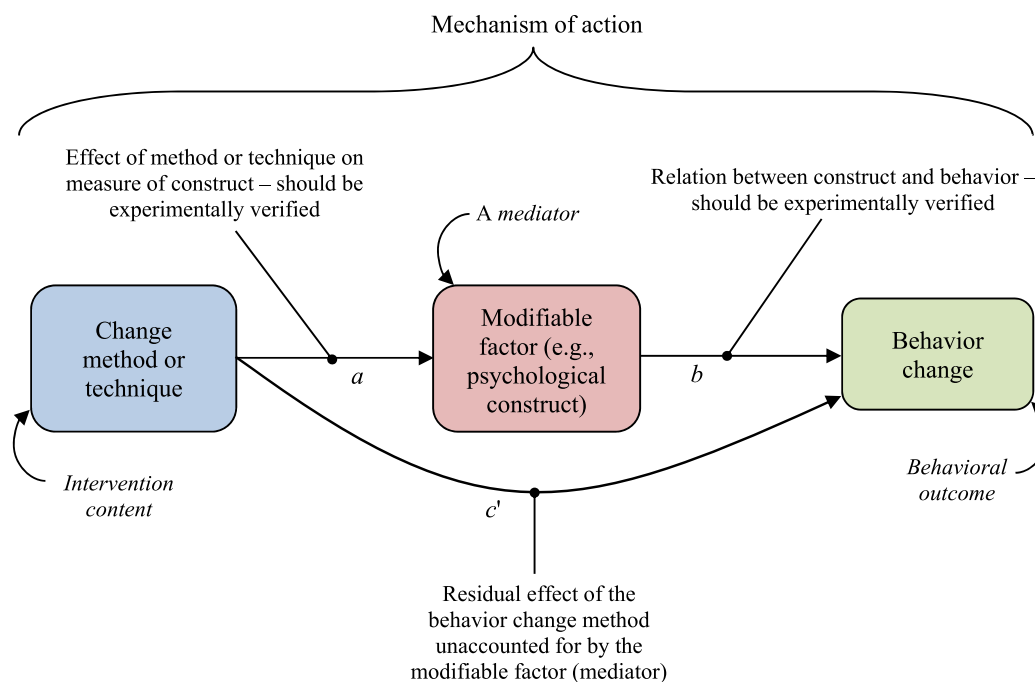 Mechanism of action
Effect of method or technique on
measure of construct – should be
experimentally verified
Relation between construct and behavior –
should be experimentally verified
A mediator
Change
method or
technique
Modifiable
factor (e.g.,
psychological
construct)
Behavior
change
a
b
Intervention
content
Behavioral
outcome
c'
Residual effect of the
behavior change method
unaccounted for by the
modifiable factor (mediator)